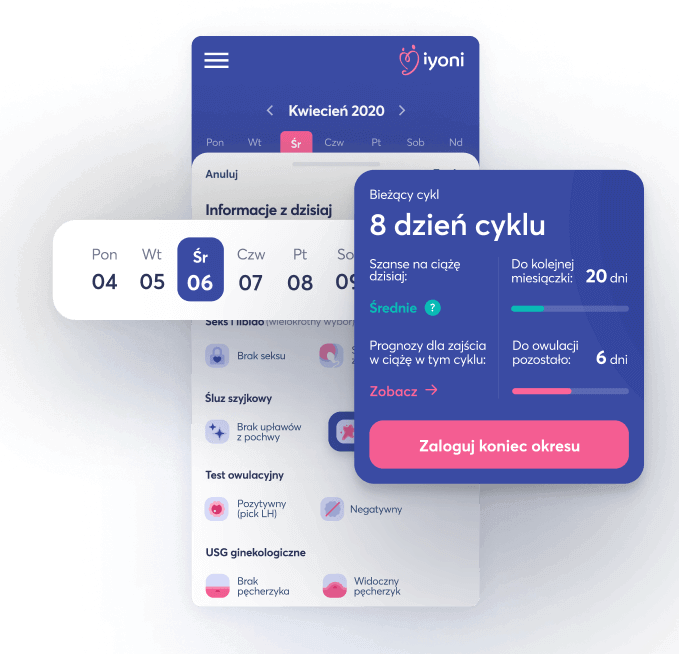 iyoni
Kwiecień 2020
Pon Wt Śr Czw Pt Sob Nd
Anuluj
Informacje z dzisiaj
Pon Wt Śr Czw Pt
04 05 06 07 08
Seks i libido (wielokrotny wybór)
Brak seksu
Śluz szyjkowy
Brak upławów
z pochwy
Test owulacyjny
Pozytywny
(pick LH)
Negatywny
USG ginekologiczne
Brak
pęcherzyka
Widoczny
pęcherzyk
Bieżący cykl
8 dzień cyklu
Szanse na ciążę
dzisiaj:
Średnie ?
Do kolejnej
miesiączki: 20 dni
Prognozy dla zajścia
w ciążę w tym cyklu:
Zobacz →
Do owulacji
pozostało: 6 dni
Zaloguj koniec okresu